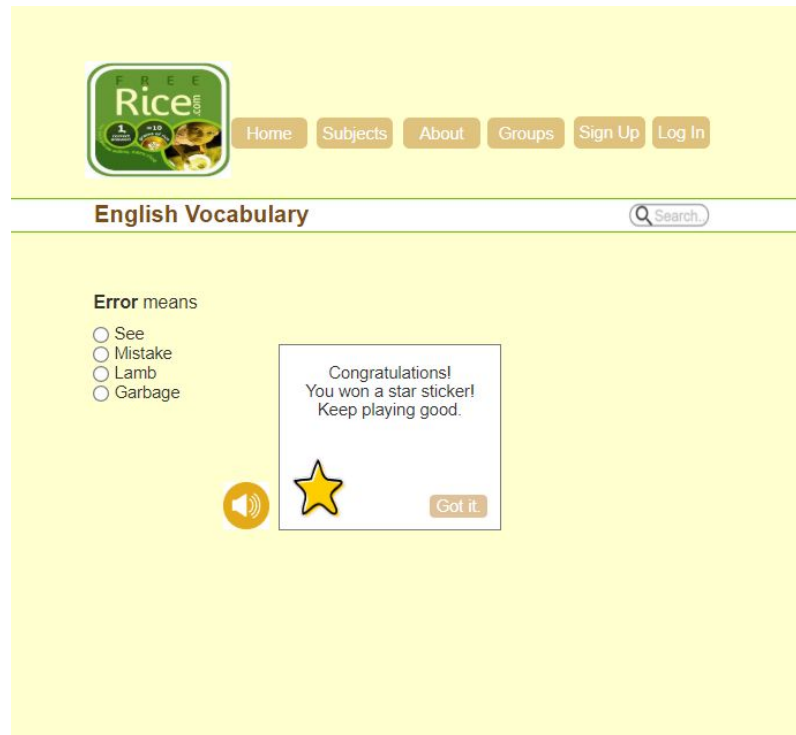 FREE
Rice.com
Home Subjects About Groups Sign Up Log In
English Vocabulary
Search..
Error means
See
Mistake
Lamb
Garbage
Congratulations!
You won a star sticker!
Keep playing good.
Got it.